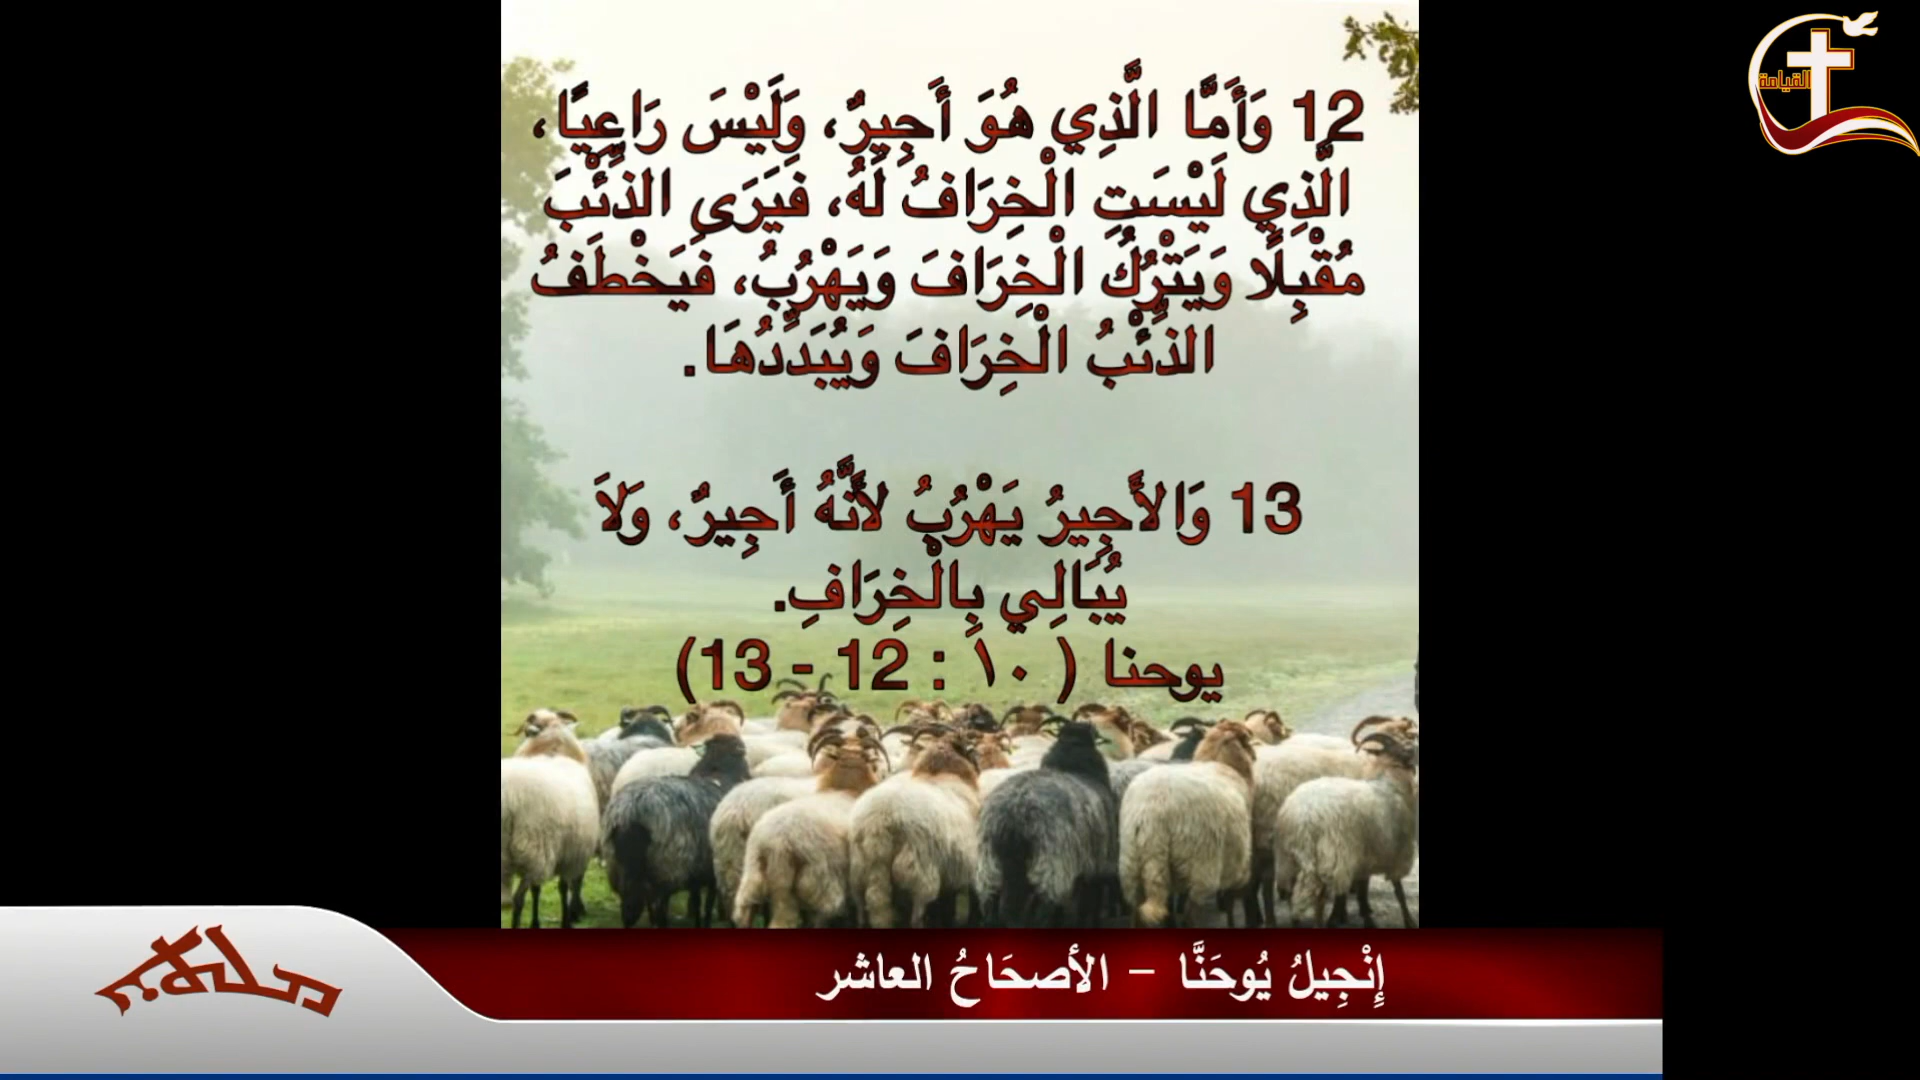 القيامة
12 وَأَمَّا الَّذِي هُوَ أَجِيرٌ، وَلَيْسَ رَاعِيًا،
الَّذِي لَيْسَتِ الْخِرَافُ لَهُ، فَيَرَى الذِّئْبَ
مُقْبِلًا وَيَتْرُكُ الْخِرَافَ وَيَهْرُبُ، فَيَخْطَفُ
الذِّئْبُ الْخِرَافَ وَيُبَدِّدُهَا.
13 وَالأَجِيرُ يَهْرُبُ لأَنَّهُ أَجِيرٌ، وَلاَ
يُبَالِي بِالْخِرَافِ.
يوحنا ( ١٠ : 12 - 13)
إِنْجِيلُ يُوحَنَّا - الأصحَاحُ العاشر